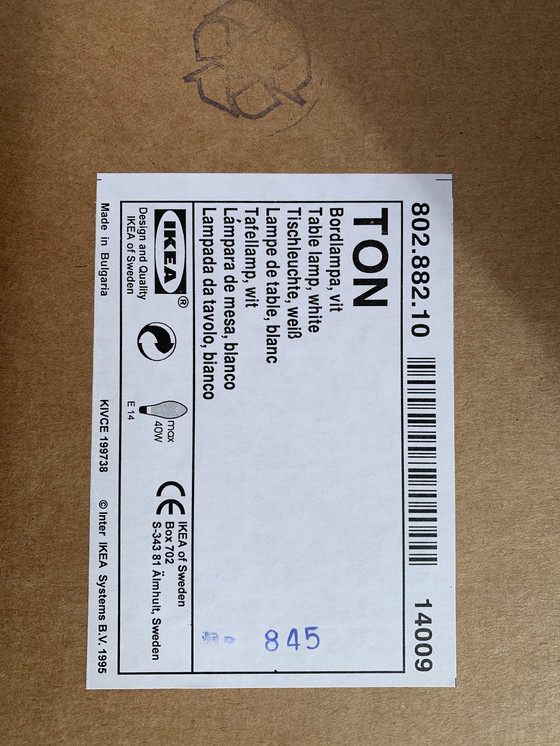 802.882.10 14009
TON
Bordlampa, vit
Table lamp, white
Tischleuchte, weiß
Lampe de table, blanc
Tafellamp, wit
Lámpara de mesa, blanco
Lampada da tavolo, bianco
845
IKEA®
Design and Quality
IKEA of Sweden
max
40W
E 14
CE
IKEA of Sweden
Box 702
S-343 81 Älmhult, Sweden
Made in Bulgaria KIVCE 199738 © Inter IKEA Systems B.V. 1995